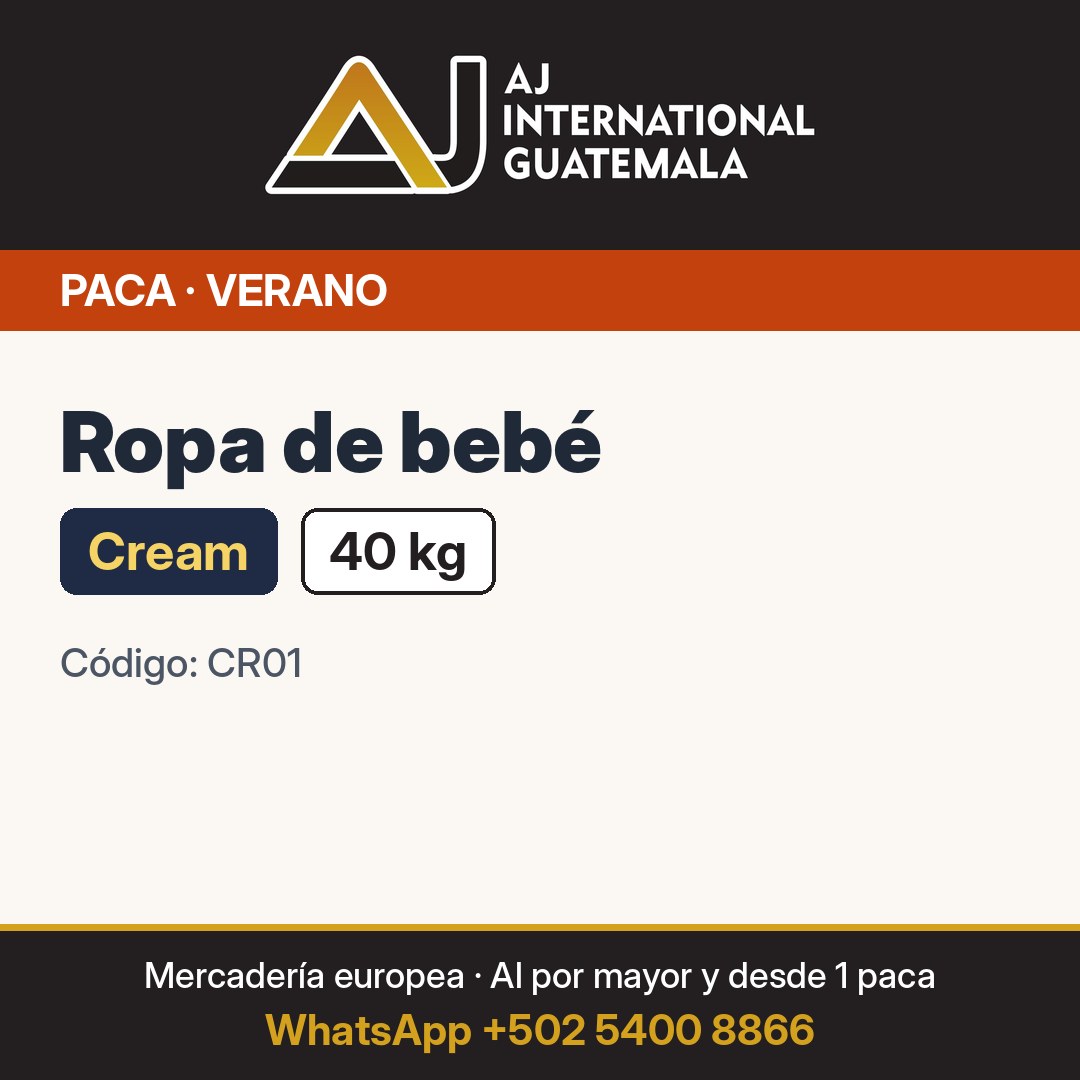 AJ
INTERNATIONAL
GUATEMALA
PACA · VERANO
Ropa de bebé
Cream
40 kg
Código: CR01
Mercadería europea · Al por mayor y desde 1 paca
WhatsApp +502 5400 8866